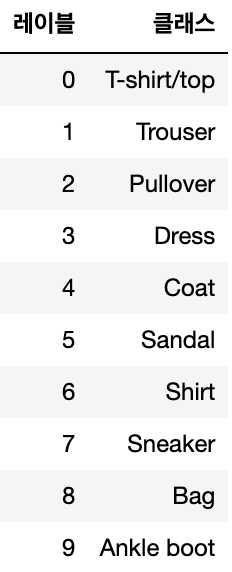 레이블 클래스
0 T-shirt/top
1 Trouser
2 Pullover
3 Dress
4 Coat
5 Sandal
6 Shirt
7 Sneaker
8 Bag
9 Ankle boot